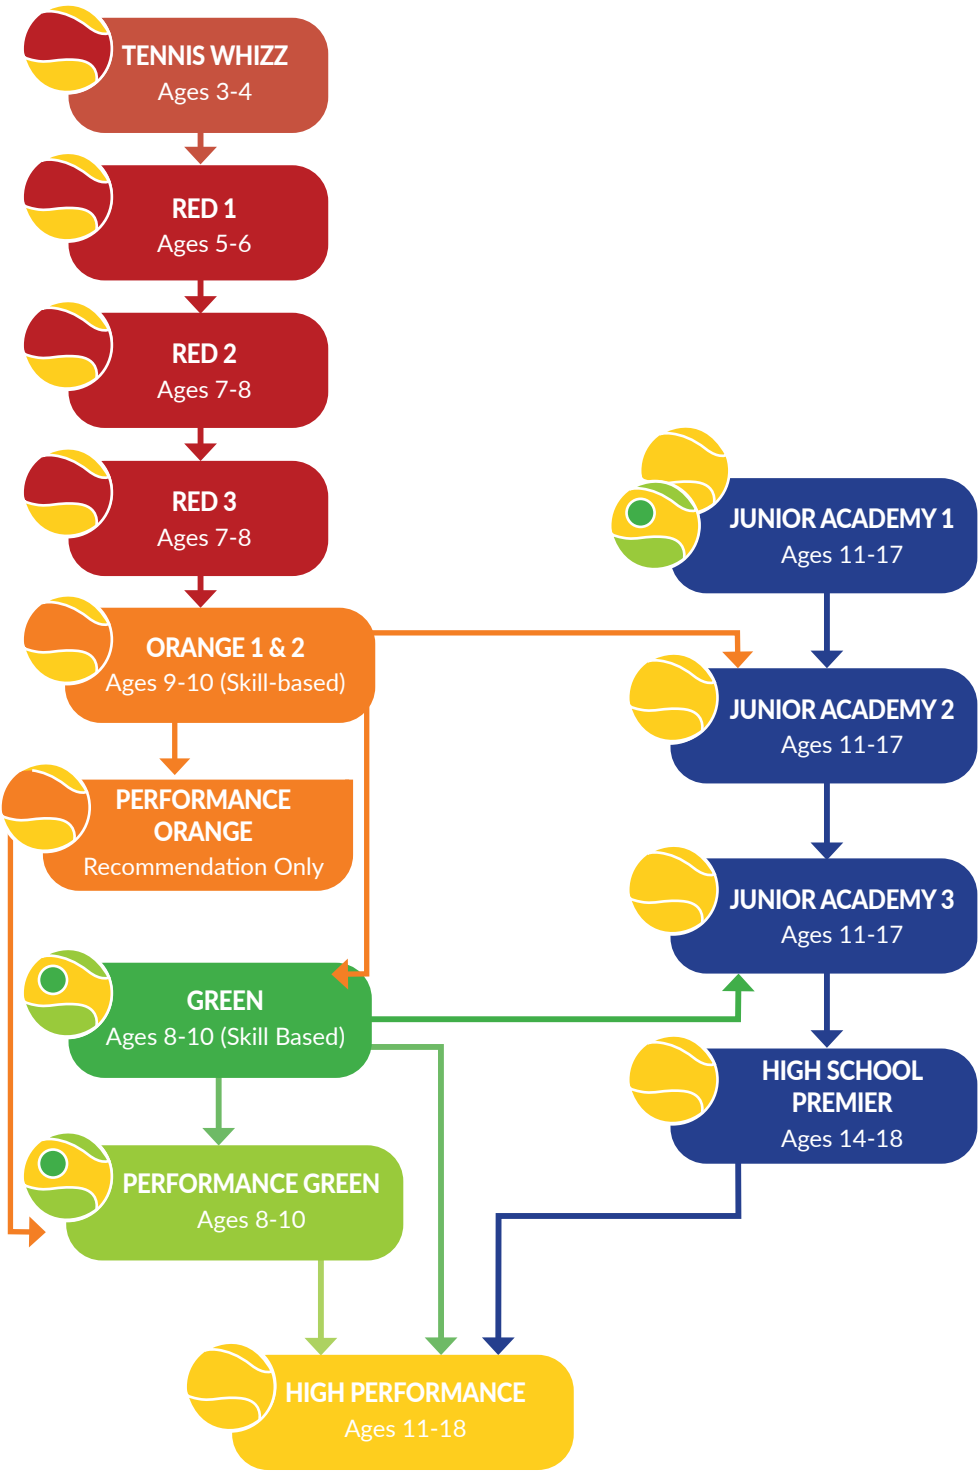 TENNIS WHIZZ
Ages 3-4
RED 1
Ages 5-6
RED 2
Ages 7-8
RED 3
Ages 7-8
ORANGE 1 & 2
Ages 9-10 (Skill-based)
PERFORMANCE
ORANGE
Recommendation Only
GREEN
Ages 8-10 (Skill Based)
PERFORMANCE GREEN
Ages 8-10
JUNIOR ACADEMY 1
Ages 11-17
JUNIOR ACADEMY 2
Ages 11-17
JUNIOR ACADEMY 3
Ages 11-17
HIGH SCHOOL
PREMIER
Ages 14-18
HIGH PERFORMANCE
Ages 11-18